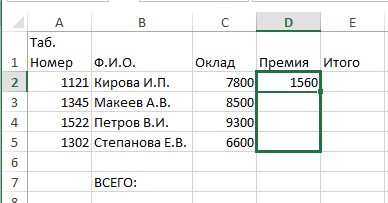 A B C D E
Таб.
1 Номер Ф.И.О. Оклад Премия Итого
2 1121 Кирова И.П. 7800 1560
3 1345 Макеев А.В. 8500
4 1522 Петров В.И. 9300
5 1302 Степанова Е.В. 6600
6
7 ВСЕГО: